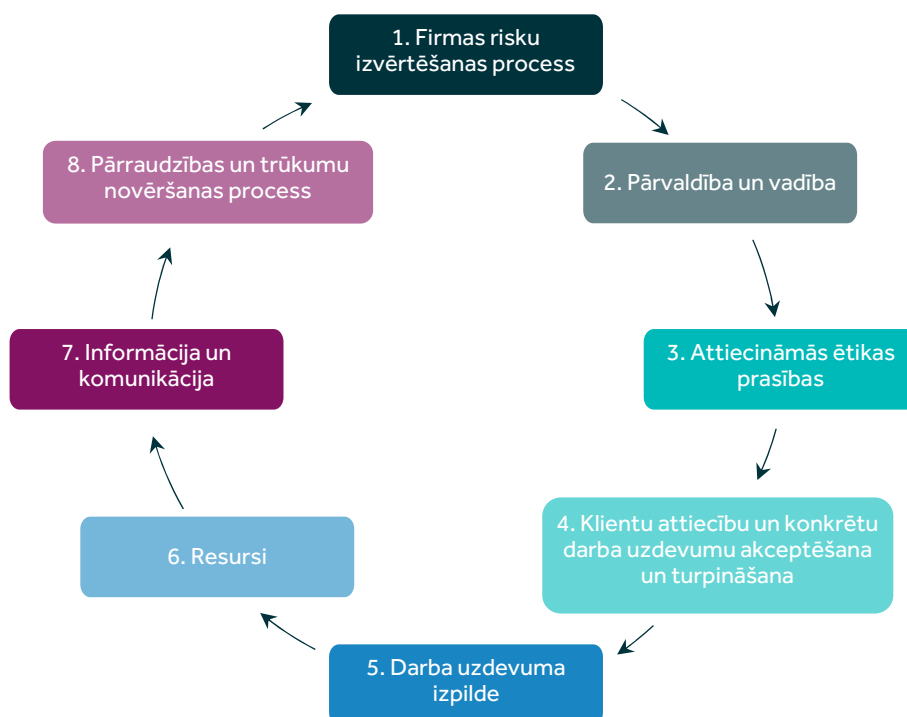 1. Firmas risku
izvērtēšanas process
2. Pārvaldība un vadība
3. Attiecināmās ētikas
prasības
4. Klientu attiecību un konkrētu
darba uzdevumu akceptēšana
un turpināšana
5. Darba uzdevuma
izpilde
6. Resursi
7. Informācija un
komunikācija
8. Pārraudzības un trūkumu
novēršanas process